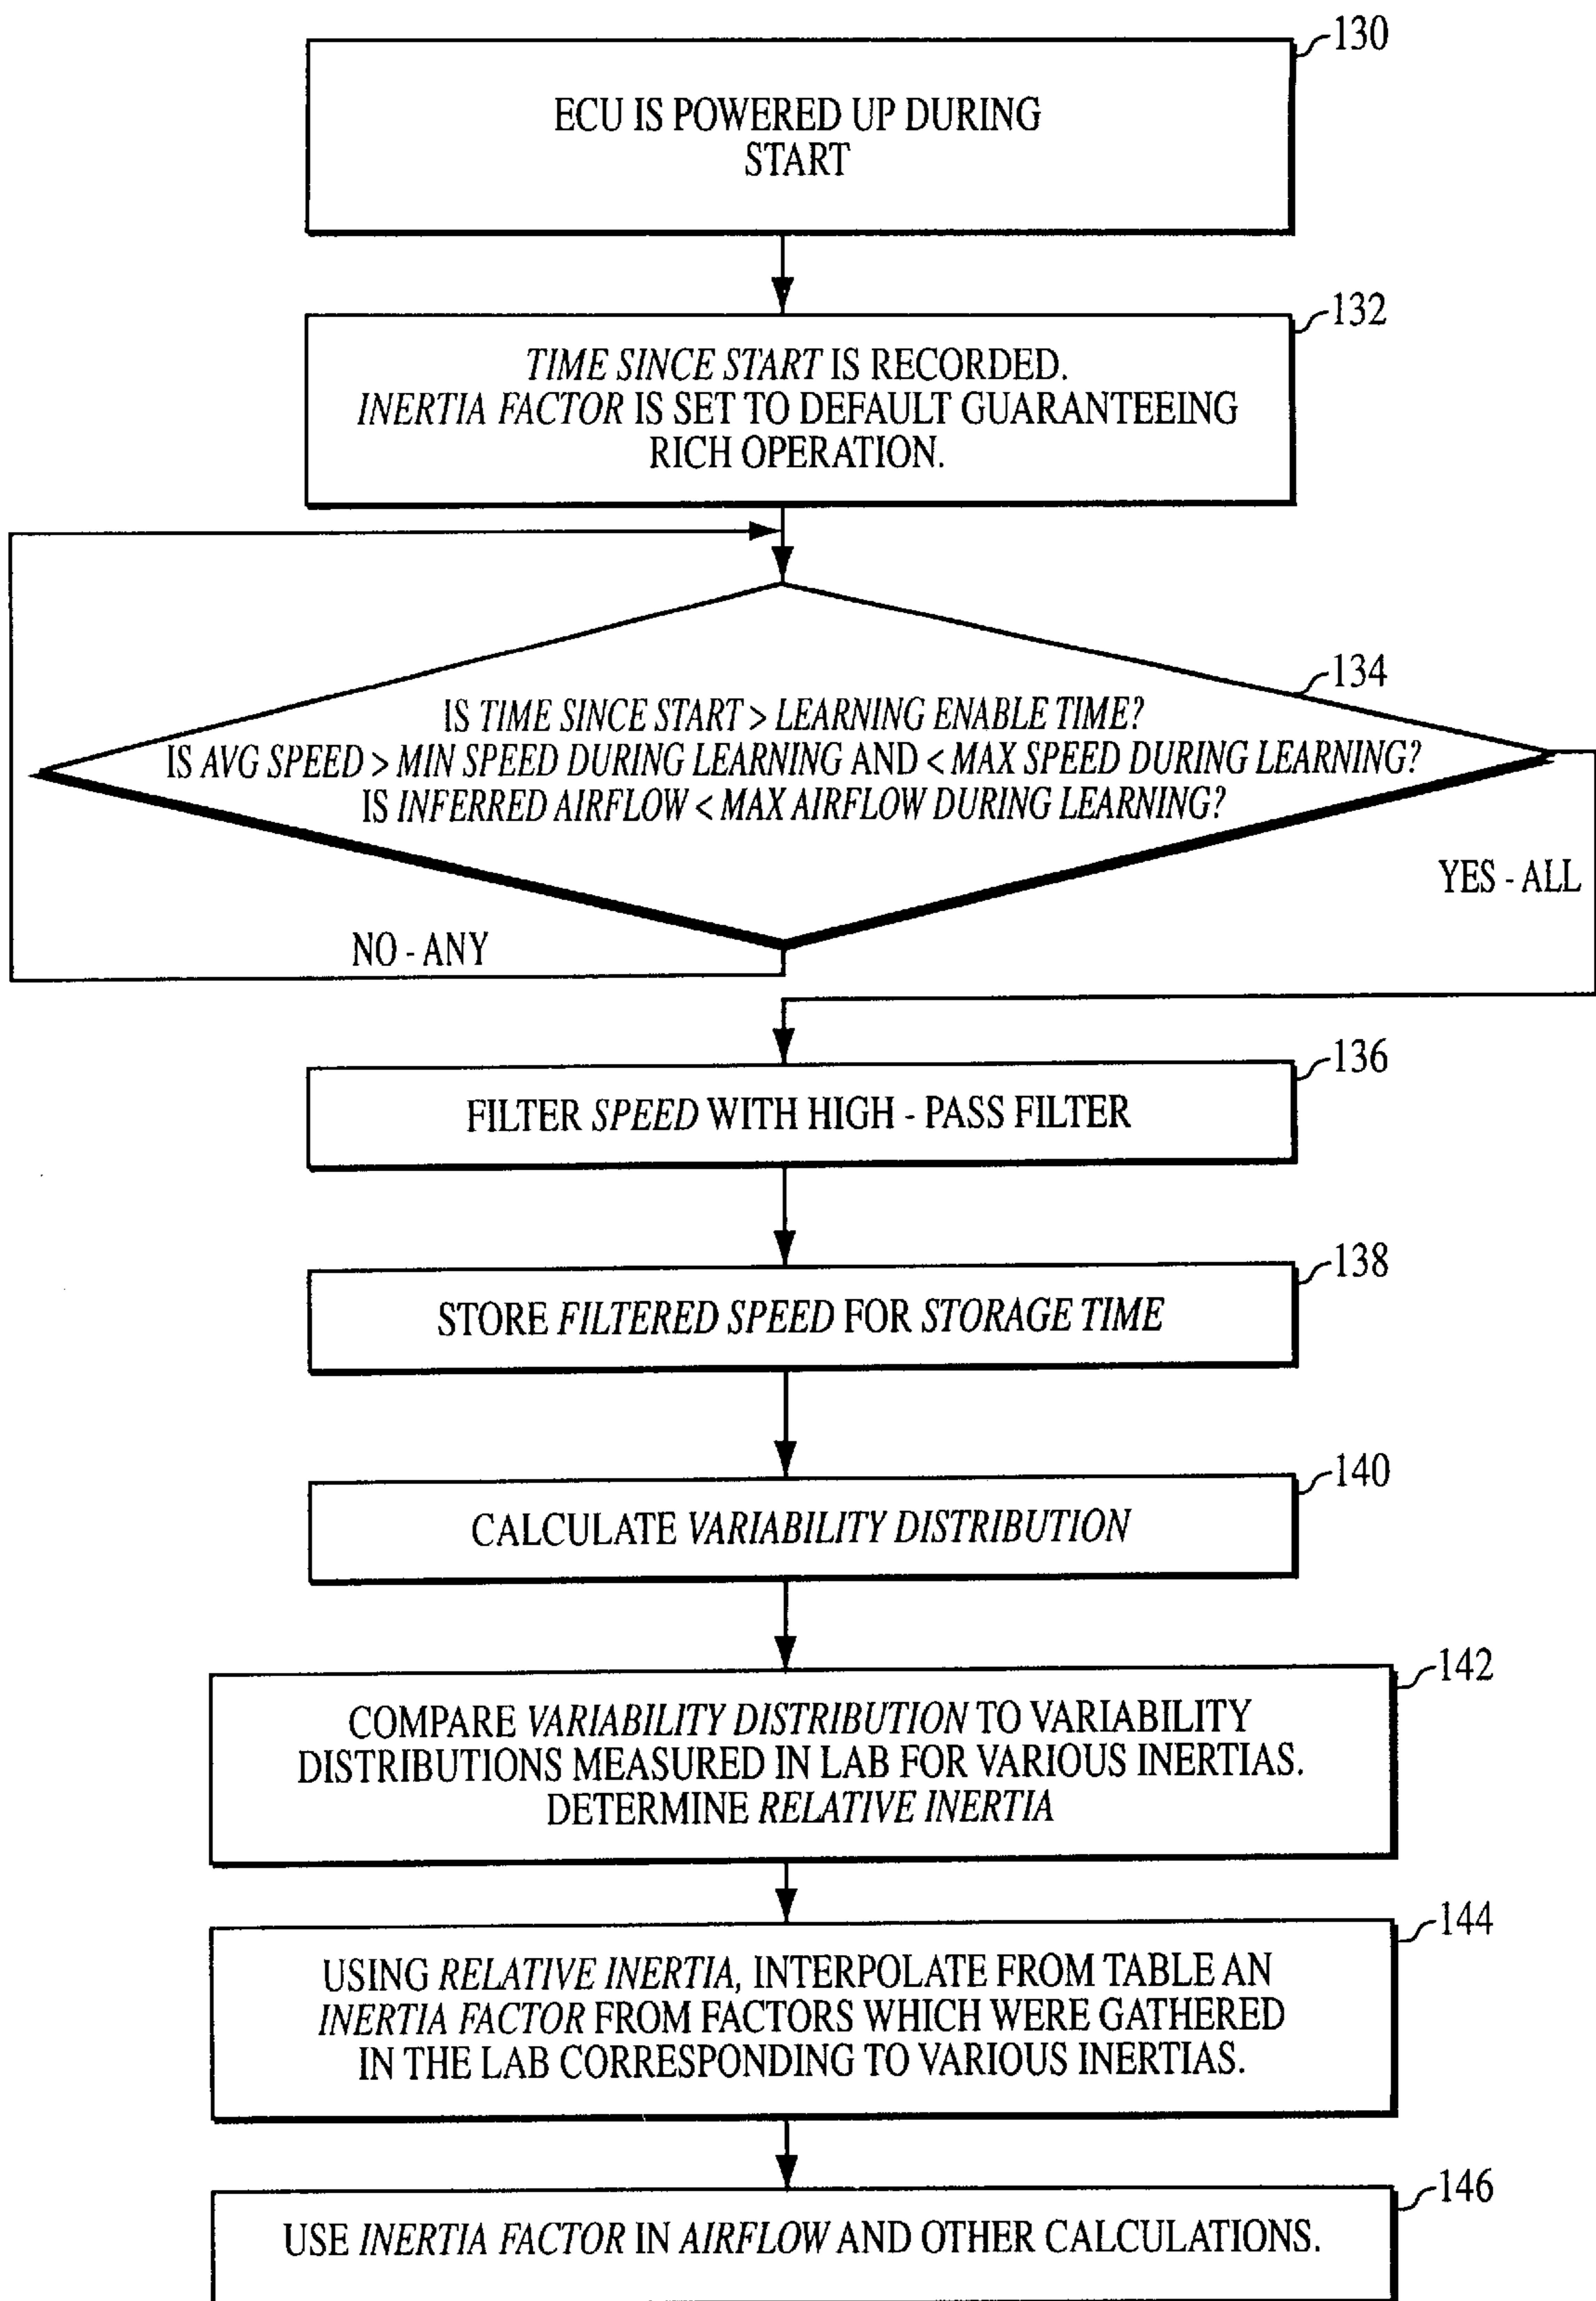 130
ECU IS POWERED UP DURING
START
132
TIME SINCE START IS RECORDED.
INERTIA FACTOR IS SET TO DEFAULT GUARANTEEING
RICH OPERATION.
134
IS TIME SINCE START > LEARNING ENABLE TIME?
IS AVG SPEED > MIN SPEED DURING LEARNING AND < MAX SPEED DURING LEARNING?
IS INFERRED AIRFLOW < MAX AIRFLOW DURING LEARNING?
YES - ALL
NO - ANY
136
FILTER SPEED WITH HIGH - PASS FILTER
138
STORE FILTERED SPEED FOR STORAGE TIME
140
CALCULATE VARIABILITY DISTRIBUTION
142
COMPARE VARIABILITY DISTRIBUTION TO VARIABILITY
DISTRIBUTIONS MEASURED IN LAB FOR VARIOUS INERTIAS.
DETERMINE RELATIVE INERTIA
144
USING RELATIVE INERTIA, INTERPOLATE FROM TABLE AN
INERTIA FACTOR FROM FACTORS WHICH WERE GATHERED
IN THE LAB CORRESPONDING TO VARIOUS INERTIAS.
146
USE INERTIA FACTOR IN AIRFLOW AND OTHER CALCULATIONS.